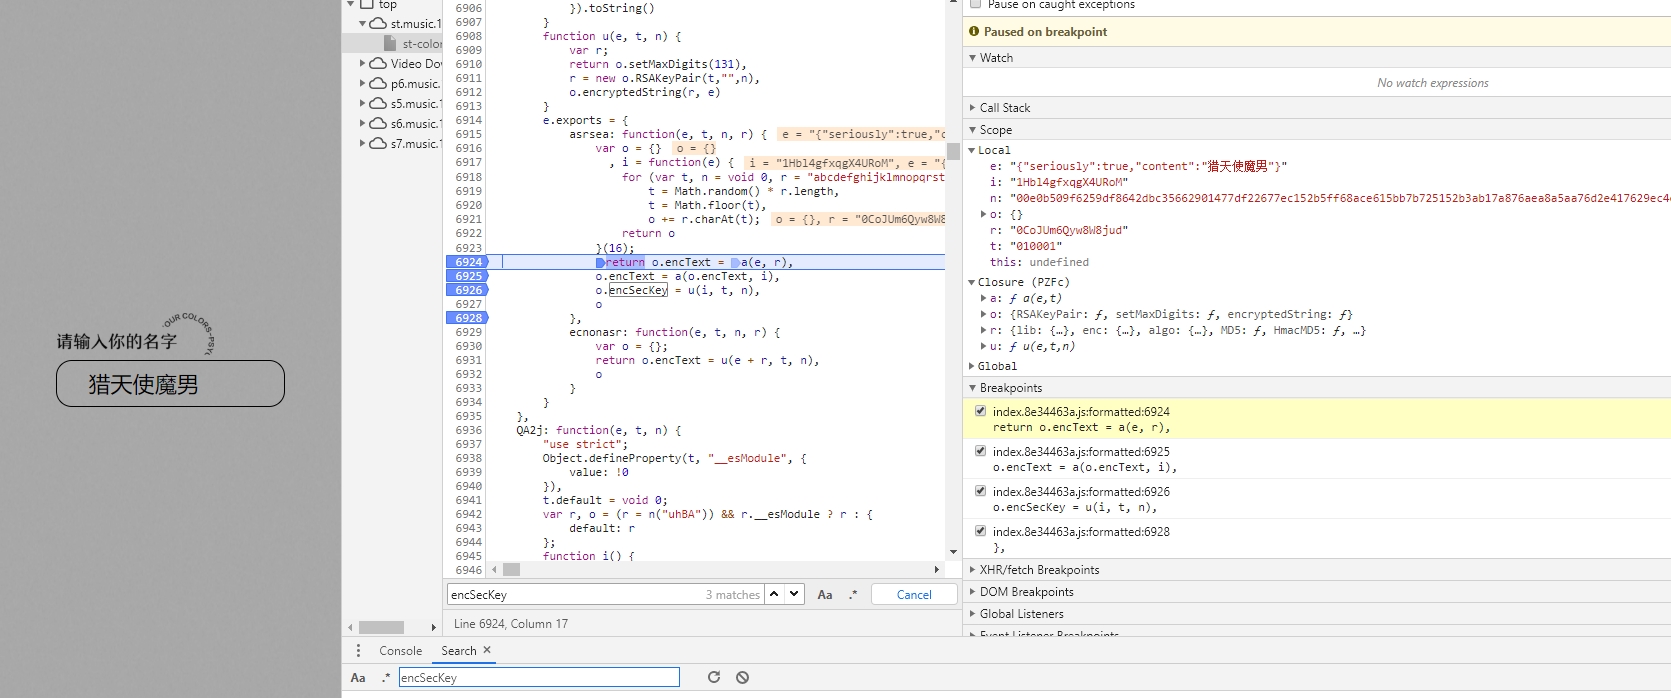 OUR COLORS
请输入你的名字
猎天使魔男
top
st.music.1
st-color
Video Dov
p6.music.
s5.music.1
s6.music.1
s7.music.1
6906 }).toString()
6907 }
6908 function u(e, t, n) {
6909 var r;
6910 return o.setMaxDigits(131),
6911 r = new o.RSAKeyPair(t,"",n),
6912 o.encryptedString(r, e)
6913 }
6914 e.exports = {
6915 asrsea: function(e, t, n, r) { e = "{"seriously":true,"c
6916 var o = {} o = {}
6917 , i = function(e) { i = "1Hbl4gfxqgX4URoM", e = "{
6918 for (var t, n = void 0, r = "abcdefghijklmnopqrst
6919 t = Math.random() * r.length,
6920 t = Math.floor(t),
6921 o += r.charAt(t); o = {}, r = "0CoJUm6Qyw8W8
6922 return o
6923 }(16);
6924 return o.encText = a(e, r),
6925 o.encText = a(o.encText, i),
6926 o.encSecKey = u(i, t, n),
6927 o
6928 },
6929 ecnonasr: function(e, t, n, r) {
6930 var o = {};
6931 return o.encText = u(e + r, t, n),
6932 o
6933 }
6934 }
6935 },
6936 QA2j: function(e, t, n) {
6937 "use strict";
6938 Object.defineProperty(t, "__esModule", {
6939 value: !0
6940 }),
6941 t.default = void 0;
6942 var r, o = (r = n("uhBA")) && r.__esModule ? r : {
6943 default: r
6944 };
6945 function i() {
6946
encSecKey 3 matches Aa .* Cancel
Line 6924, Column 17
Pause on caught exceptions
Paused on breakpoint
Watch
No watch expressions
Call Stack
Scope
Local
e: "{"seriously":true,"content":"猎天使魔男"}"
i: "1Hbl4gfxqgX4URoM"
n: "00e0b509f6259df8642dbc35662901477df22677ec152b5ff68ace615bb7b725152b3ab17a876aea8a5aa76d2e417629ec4
o: {}
r: "0CoJUm6Qyw8W8jud"
t: "010001"
this: undefined
Closure (PZFc)
a: ƒ a(e,t)
o: {RSAKeyPair: ƒ, setMaxDigits: ƒ, encryptedString: ƒ}
r: {lib: {…}, enc: {…}, algo: {…}, MD5: ƒ, HmacMD5: ƒ, …}
u: ƒ u(e,t,n)
Global
Breakpoints
index.8e34463a.js:formatted:6924
return o.encText = a(e, r),
index.8e34463a.js:formatted:6925
o.encText = a(o.encText, i),
index.8e34463a.js:formatted:6926
o.encSecKey = u(i, t, n),
index.8e34463a.js:formatted:6928
},
XHR/fetch Breakpoints
DOM Breakpoints
Global Listeners
Event Listener Breakpoints
Console Search ×
Aa .* encSecKey